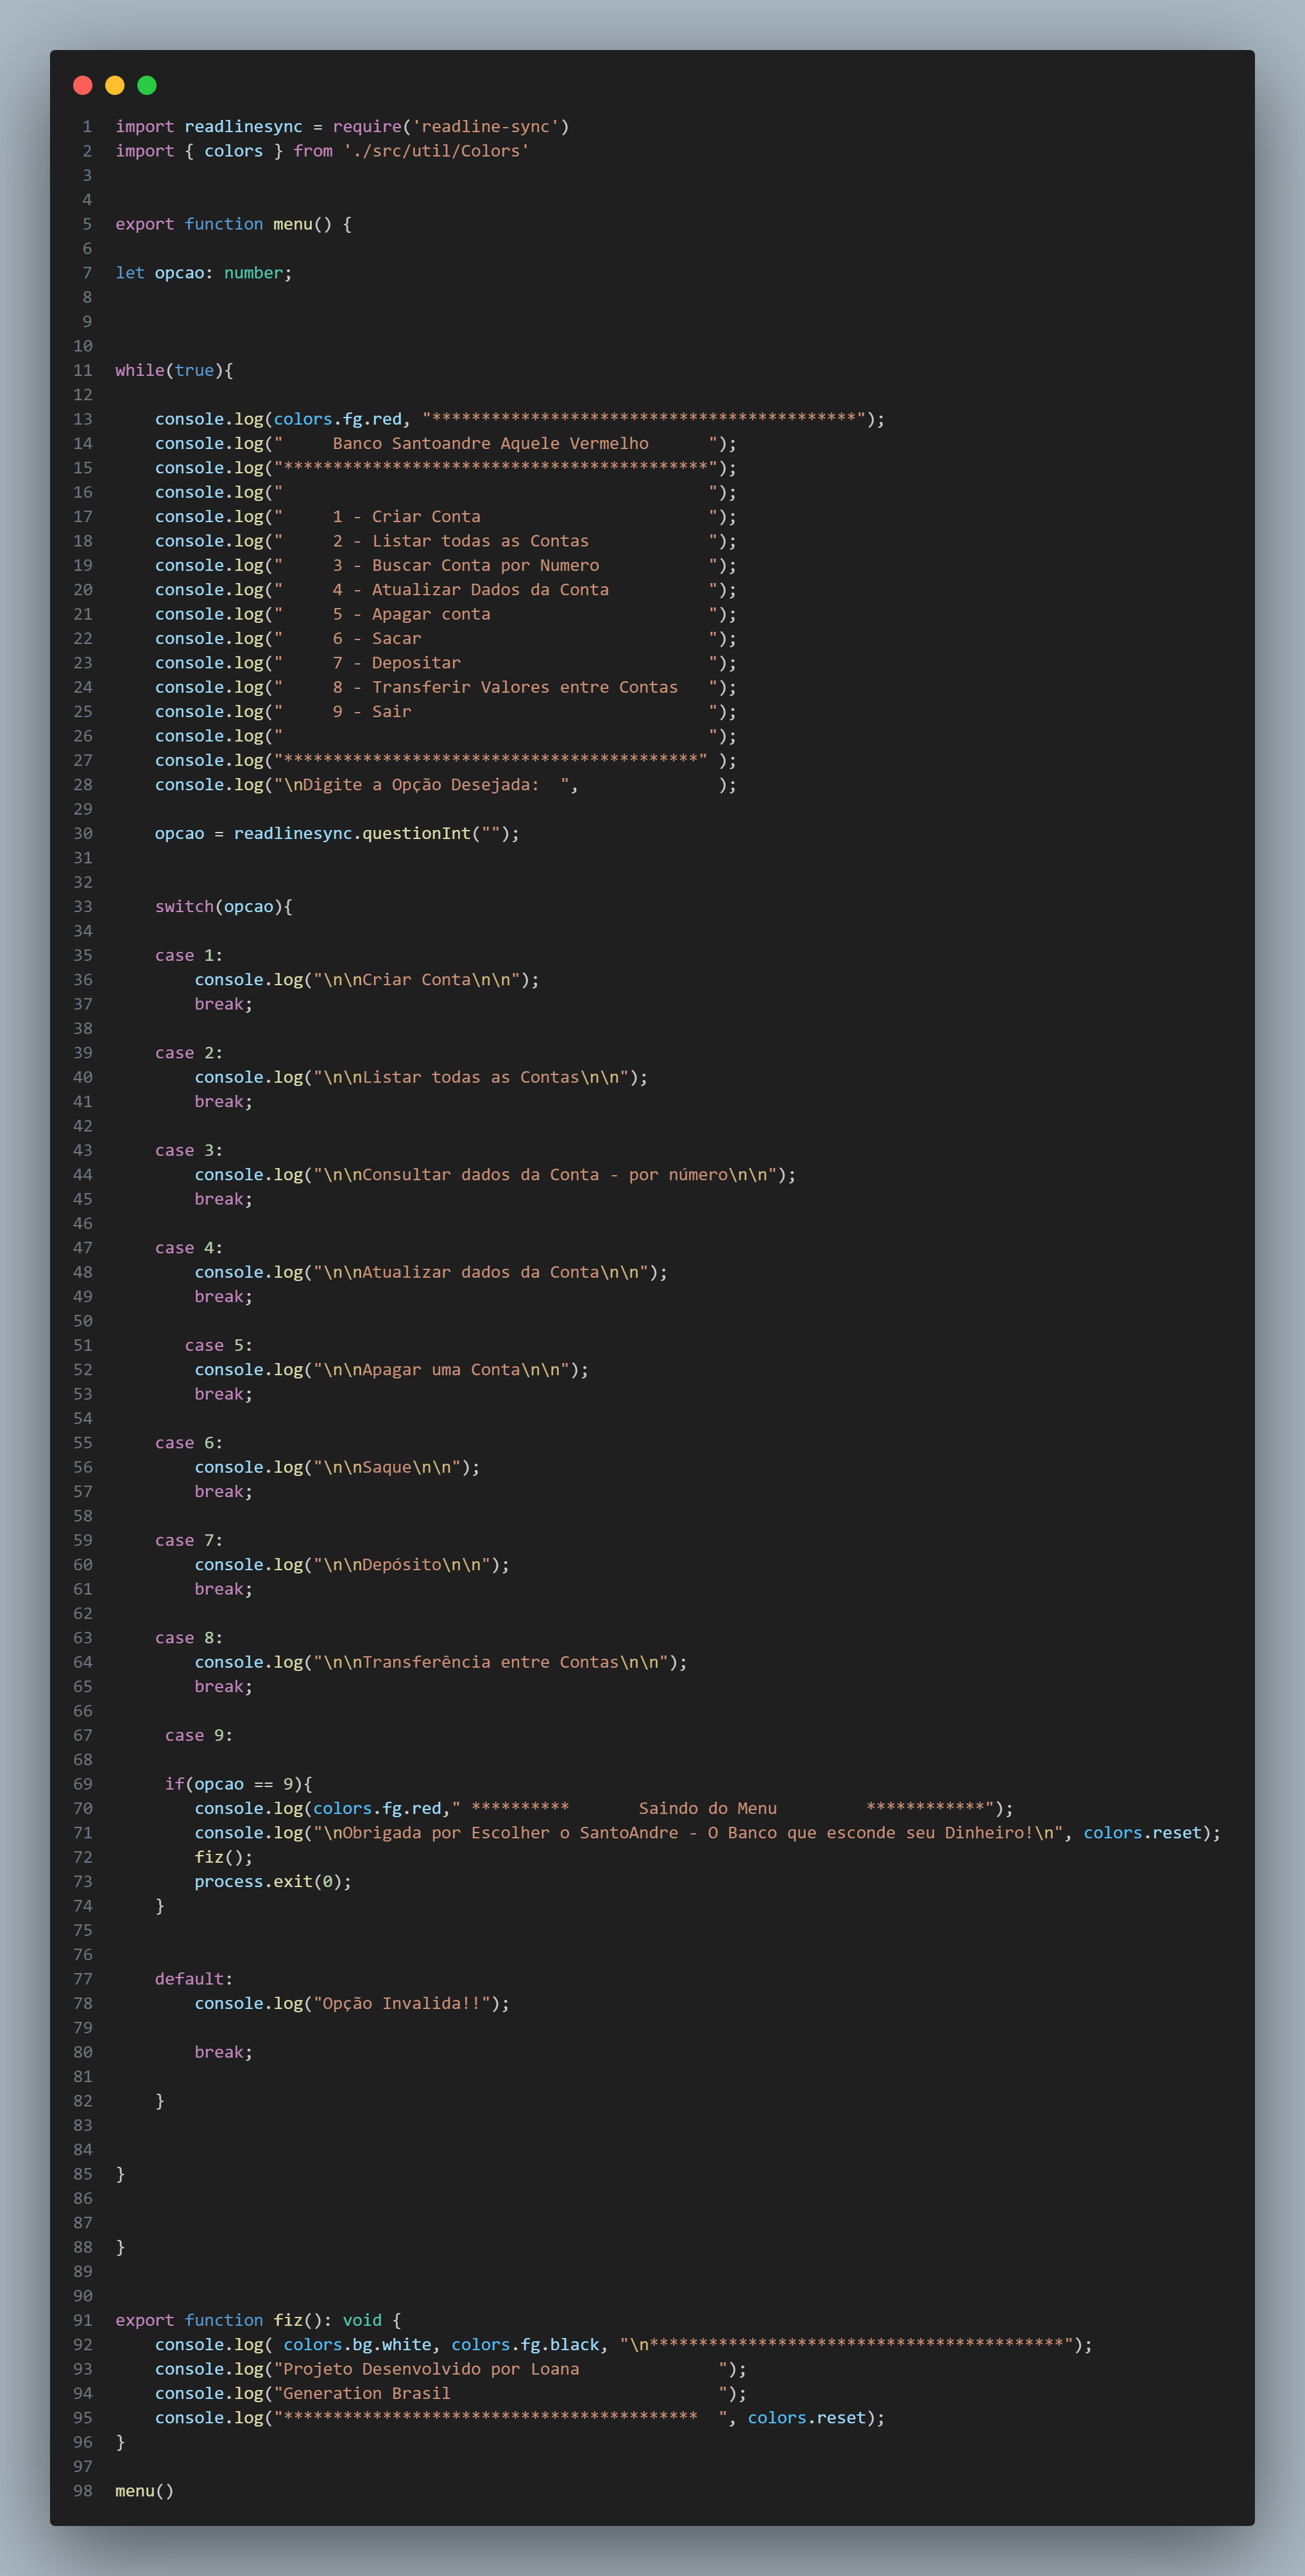 1 import readlinesync = require('readline-sync')
2 import { colors } from './src/util/Colors'
3
4
5 export function menu() {
6
7 let opcao: number;
8
9
10
11 while(true){
12
13     console.log(colors.fg.red, "*******************************************");
14     console.log("     Banco Santoandre Aquele Vermelho      ");
15     console.log("*******************************************");
16     console.log("                                           ");
17     console.log("     1 - Criar Conta                       ");
18     console.log("     2 - Listar todas as Contas            ");
19     console.log("     3 - Buscar Conta por Numero           ");
20     console.log("     4 - Atualizar Dados da Conta          ");
21     console.log("     5 - Apagar conta                      ");
22     console.log("     6 - Sacar                             ");
23     console.log("     7 - Depositar                         ");
24     console.log("     8 - Transferir Valores entre Contas   ");
25     console.log("     9 - Sair                              ");
26     console.log("                                           ");
27     console.log("******************************************" );
28     console.log("\nDigite a Opção Desejada:  ",              );
29
30     opcao = readlinesync.questionInt("");
31
32
33     switch(opcao){
34
35     case 1:
36         console.log("\n\nCriar Conta\n\n");
37         break;
38
39     case 2:
40         console.log("\n\nListar todas as Contas\n\n");
41         break;
42
43     case 3:
44         console.log("\n\nConsultar dados da Conta - por número\n\n");
45         break;
46
47     case 4:
48         console.log("\n\nAtualizar dados da Conta\n\n");
49         break;
50
51        case 5:
52         console.log("\n\nApagar uma Conta\n\n");
53         break;
54
55     case 6:
56         console.log("\n\nSaque\n\n");
57         break;
58
59     case 7:
60         console.log("\n\nDepósito\n\n");
61         break;
62
63     case 8:
64         console.log("\n\nTransferência entre Contas\n\n");
65         break;
66
67      case 9:
68
69      if(opcao == 9){
70         console.log(colors.fg.red," **********       Saindo do Menu         ************");
71         console.log("\nObrigada por Escolher o SantoAndre - O Banco que esconde seu Dinheiro!\n", colors.reset);
72         fiz();
73         process.exit(0);
74     }
75
76
77     default:
78         console.log("Opção Invalida!!");
79
80         break;
81
82     }
83
84
85 }
86
87
88 }
89
90
91 export function fiz(): void {
92     console.log( colors.bg.white, colors.fg.black, "\n******************************************");
93     console.log("Projeto Desenvolvido por Loana              ");
94     console.log("Generation Brasil                           ");
95     console.log("******************************************  ", colors.reset);
96 }
97
98 menu()